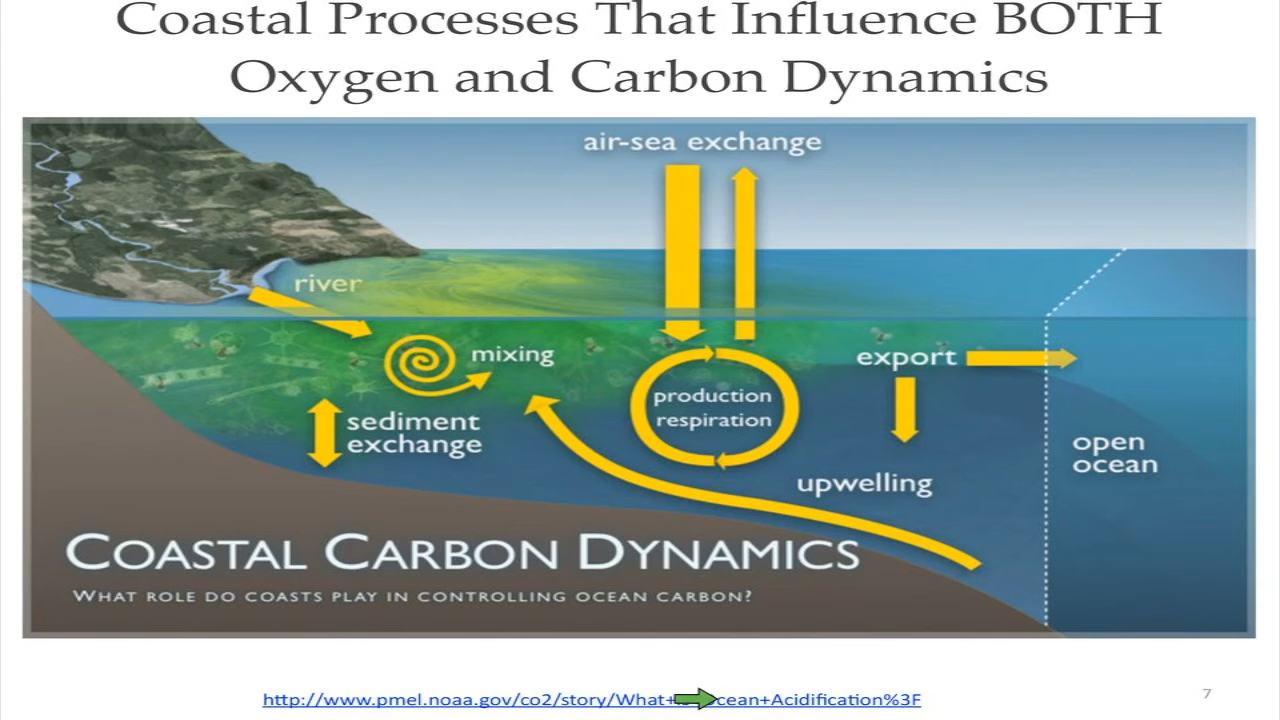 Coastal Processes That Influence BOTH
Oxygen and Carbon Dynamics
air-sea exchange
river
mixing
export
production
respiration
sediment
exchange
open
ocean
upwelling
COASTAL CARBON DYNAMICS
WHAT ROLE DO COASTS PLAY IN CONTROLLING OCEAN CARBON?
http://www.pmel.noaa.gov/co2/story/What+ cean+Acidification%3F
7